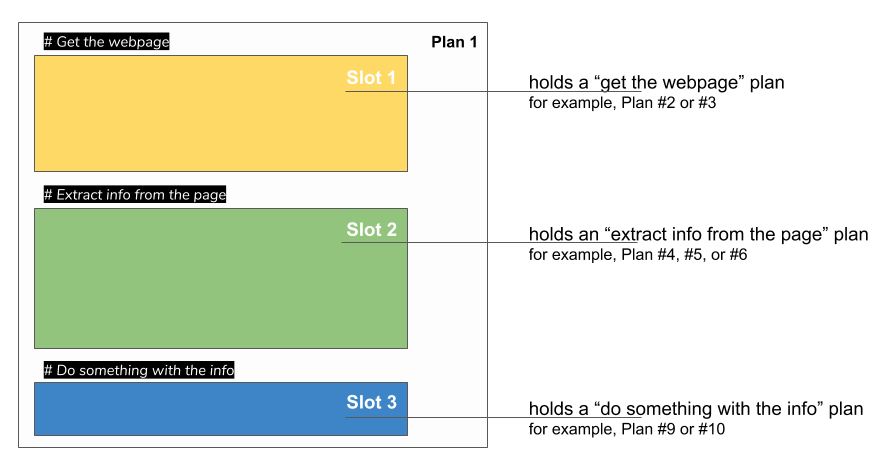 # Get the webpage
Plan 1
Slot 1
holds a “get the webpage” plan
for example, Plan #2 or #3
# Extract info from the page
Slot 2
holds an “extract info from the page” plan
for example, Plan #4, #5, or #6
# Do something with the info
Slot 3
holds a “do something with the info” plan
for example, Plan #9 or #10